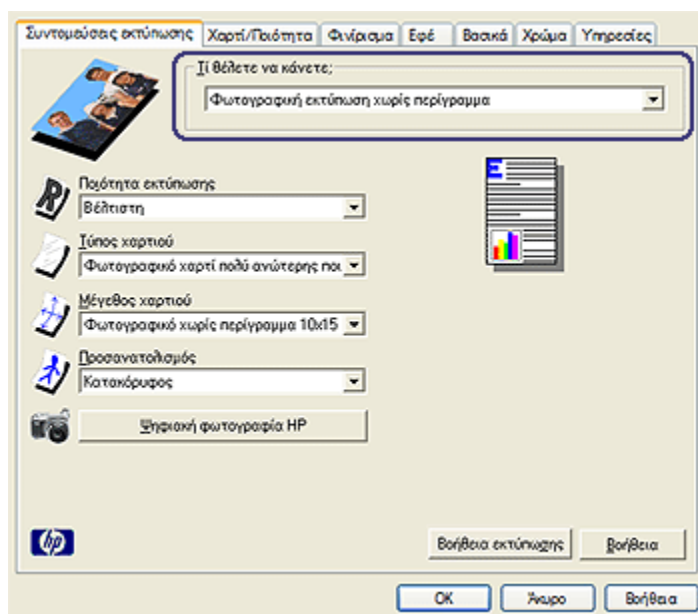 Συντομεύσεις εκτύπωσης Χαρτί/Ποιότητα Φινίρισμα Εφέ Βασικά Χρώμα Υπηρεσίες
Τί θέλετε να κάνετε;
Φωτογραφική εκτύπωση χωρίς περίγραμμα
Ποιότητα εκτύπωσης
Βέλτιστη
Τύπος χαρτιού
Φωτογραφικό χαρτί πολύ ανώτερης ποι
Μέγεθος χαρτιού
Φωτογραφικό χωρίς περίγραμμα 10x15
Προσανατολισμός
Κατακόρυφος
Ψηφιακή φωτογραφία HP
hp
Βοήθεια εκτύπωσης Βοήθεια
OK Άκυρο Βοήθεια